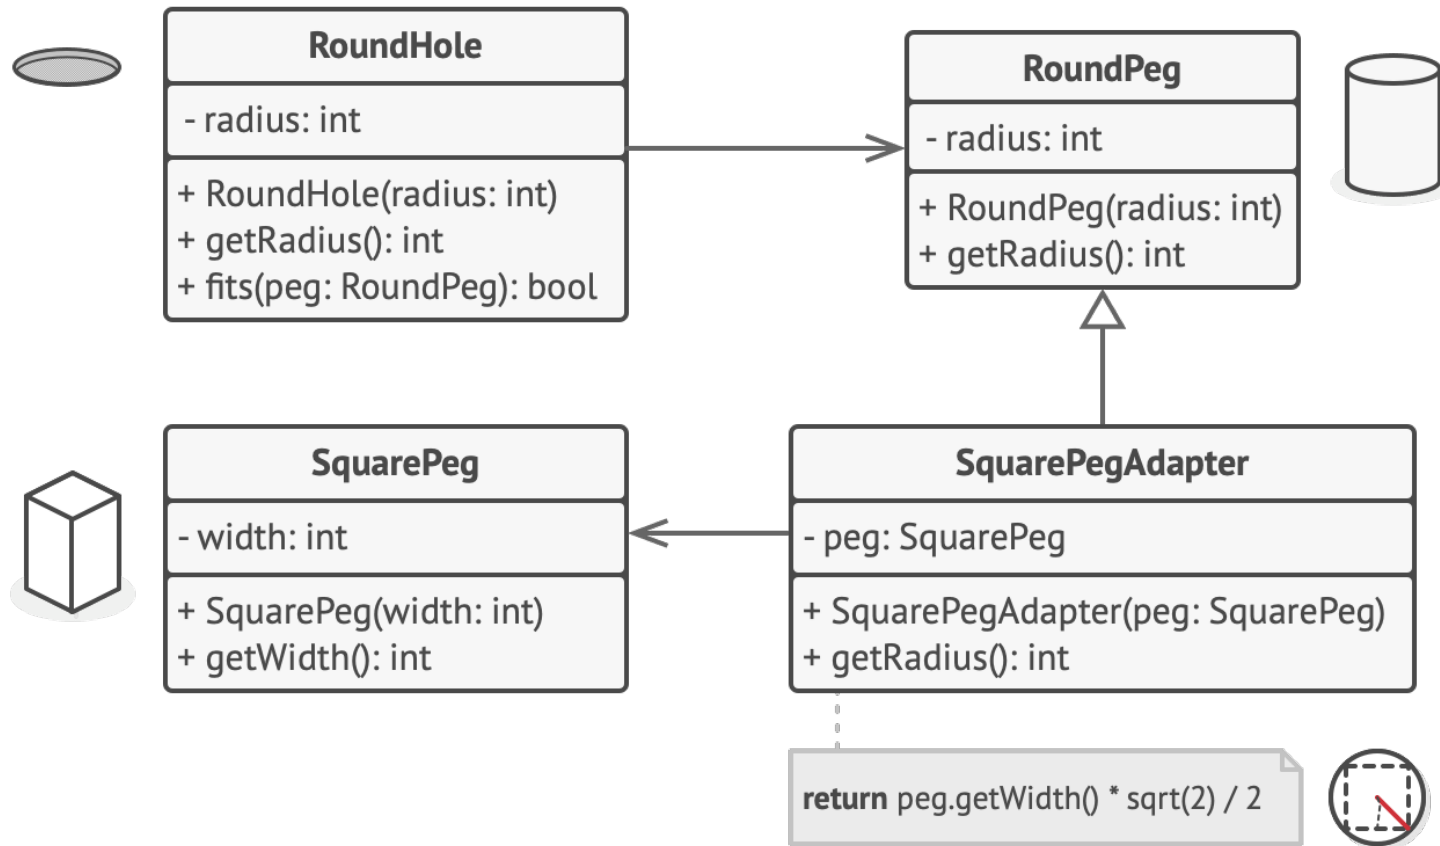 RoundHole
- radius: int
+ RoundHole(radius: int)
+ getRadius(): int
+ fits(peg: RoundPeg): bool
RoundPeg
- radius: int
+ RoundPeg(radius: int)
+ getRadius(): int
SquarePeg
- width: int
+ SquarePeg(width: int)
+ getWidth(): int
SquarePegAdapter
- peg: SquarePeg
+ SquarePegAdapter(peg: SquarePeg)
+ getRadius(): int
return peg.getWidth() * sqrt(2) / 2